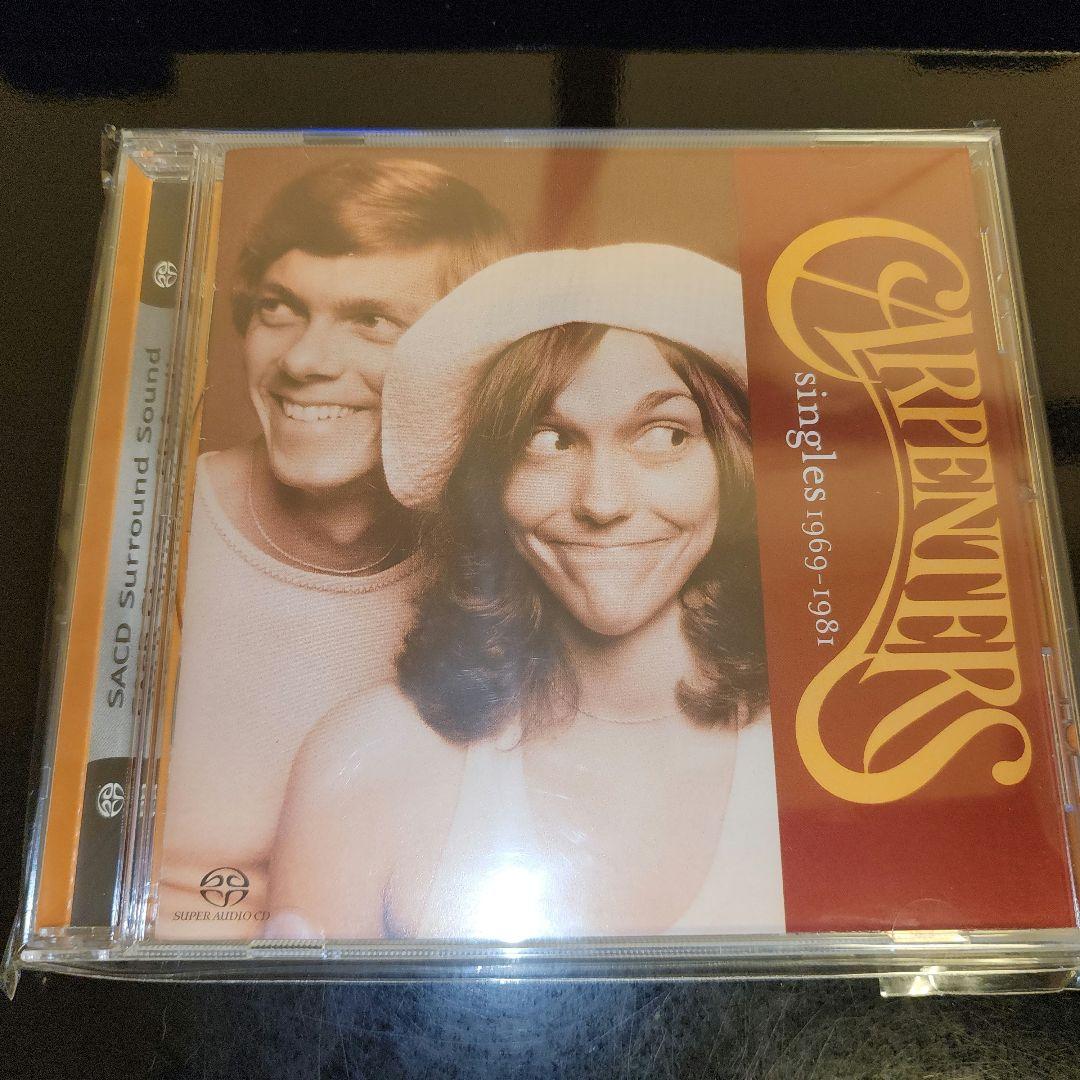 SACD Surround Sound
CARPENTERS
singles 1969-1981
SUPER AUDIO CD